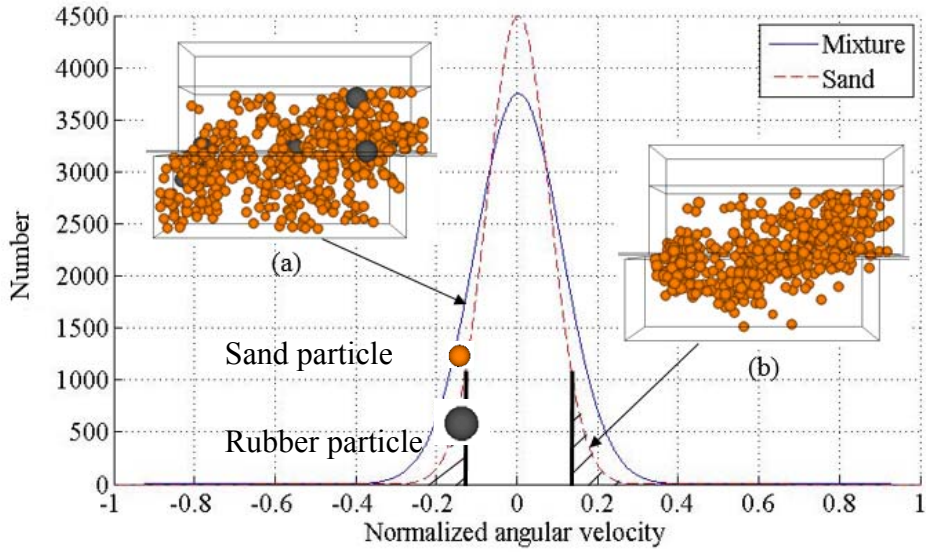 4500
4000
3500
3000
2500
2000
1500
1000
500
0
Number
Mixture
Sand
(a)
(b)
Sand particle
Rubber particle
-1 -0.8 -0.6 -0.4 -0.2 0 0.2 0.4 0.6 0.8 1
Normalized angular velocity